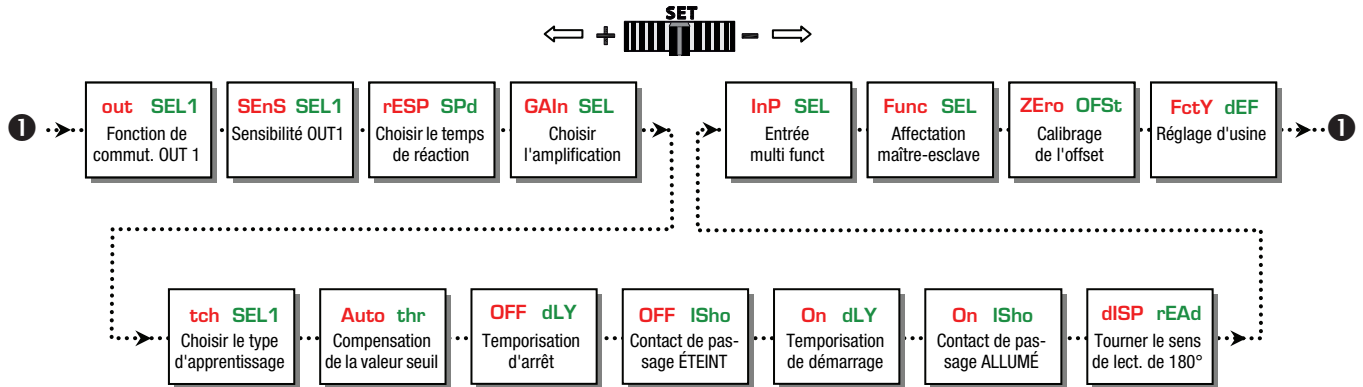 SET
+ -
❶
out SEL1
Fonction de
commut. OUT 1
SEnS SEL1
Sensibilité OUT1
rESP SPd
Choisir le temps
de réaction
GAIn SEL
Choisir
l'amplification
InP SEL
Entrée
multi funct
Func SEL
Affectation
maître-esclave
ZEro OFSt
Calibrage
de l'offset
FctY dEF
Réglage d'usine
❶
tch SEL1
Choisir le type
d'apprentissage
Auto thr
Compensation
de la valeur seuil
OFF dLY
Temporisation
d'arrêt
OFF ISho
Contact de pas-
sage ÉTEINT
On dLY
Temporisation
de démarrage
On ISho
Contact de pas-
sage ALLUMÉ
dISP rEAd
Tourner le sens
de lect. de 180°